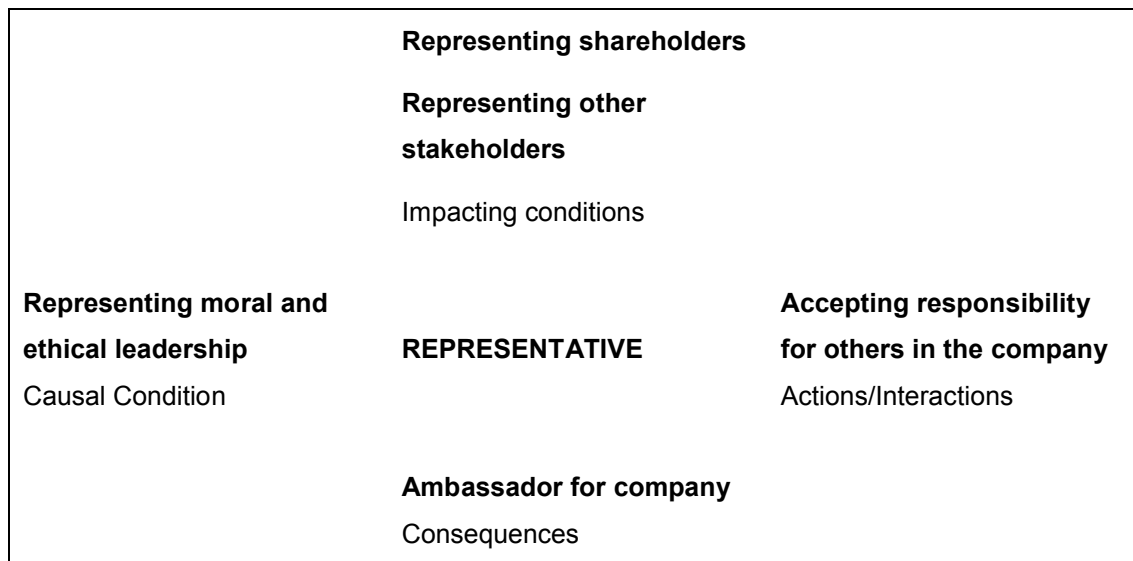 Representing shareholders
Representing other
stakeholders
Impacting conditions
Representing moral and
ethical leadership
Causal Condition
REPRESENTATIVE
Accepting responsibility
for others in the company
Actions/Interactions
Ambassador for company
Consequences